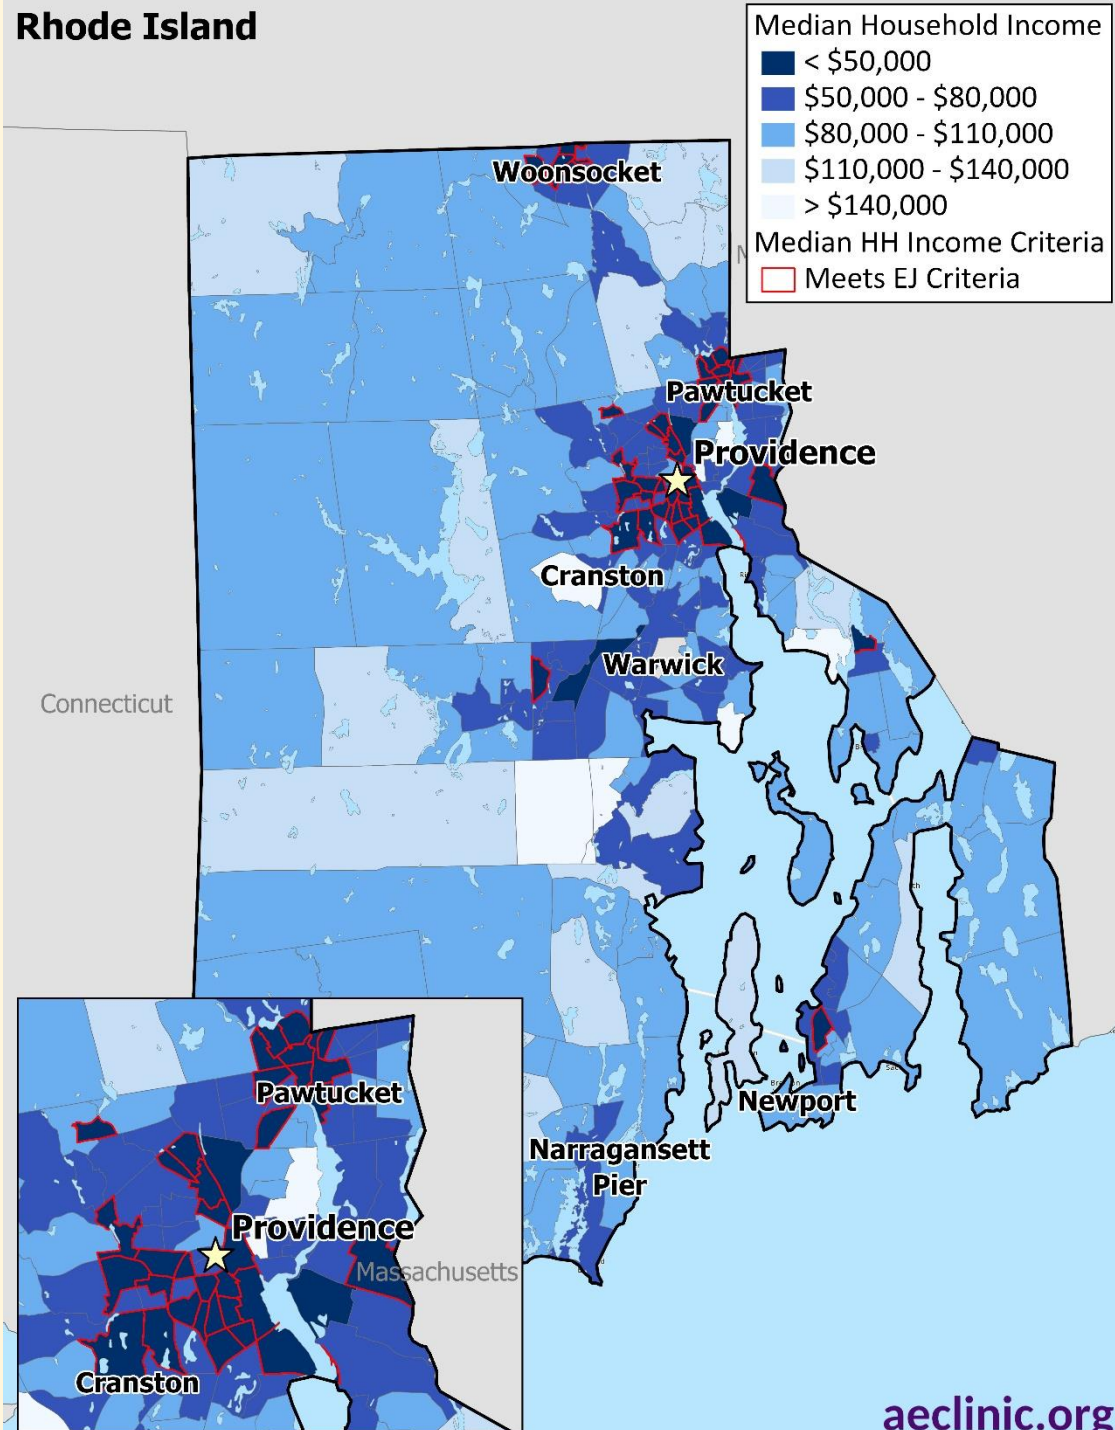 Rhode Island
Median Household Income
< $50,000
$50,000 - $80,000
$80,000 - $110,000
$110,000 - $140,000
> $140,000
Median HH Income Criteria
Meets EJ Criteria
Woonsocket
Pawtucket
Providence
Cranston
Warwick
Connecticut
Newport
Narragansett
Pier
Pawtucket
Providence
Massachusetts
Cranston
aeclinic.org